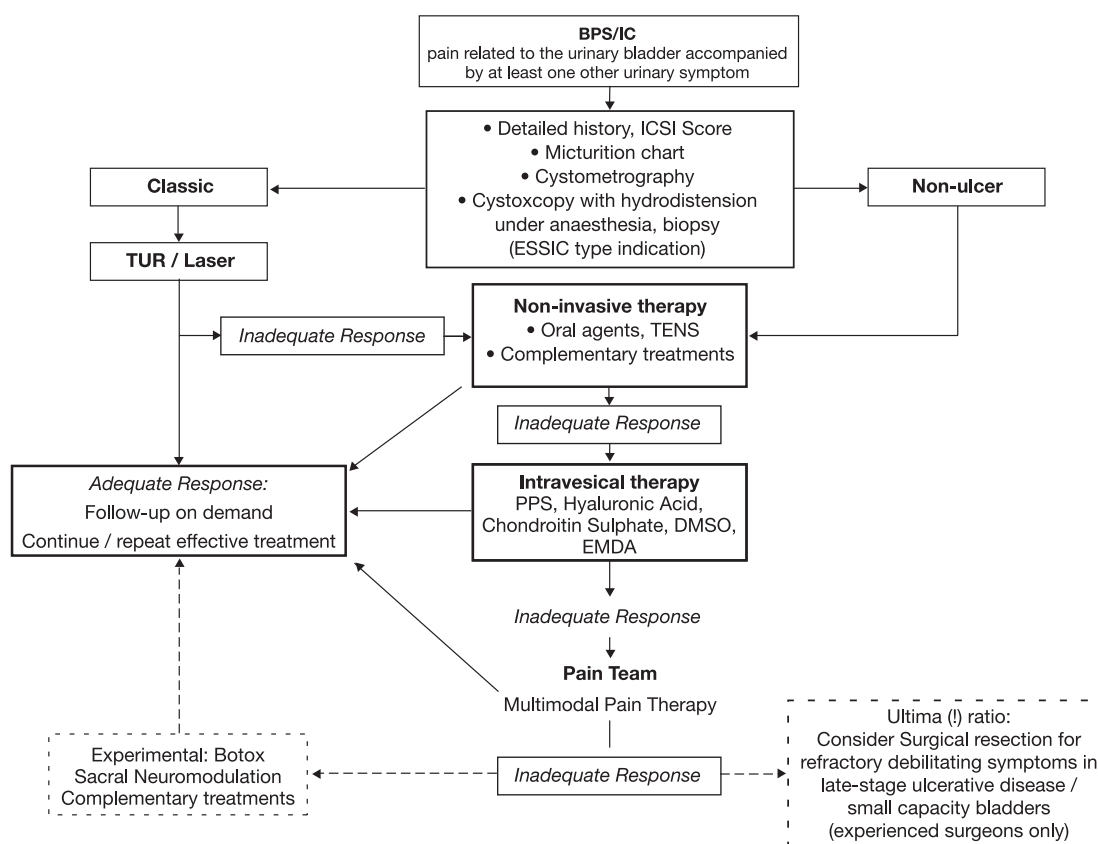 BPS/IC
pain related to the urinary bladder accompanied
by at least one other urinary symptom
• Detailed history, ICSI Score
• Micturition chart
• Cystometrography
• Cystoxcopy with hydrodistension
under anaesthesia, biopsy
(ESSIC type indication)
Classic
Non-ulcer
TUR / Laser
Non-invasive therapy
• Oral agents, TENS
• Complementary treatments
Inadequate Response
Inadequate Response
Adequate Response:
Follow-up on demand
Continue / repeat effective treatment
Intravesical therapy
PPS, Hyaluronic Acid,
Chondroitin Sulphate, DMSO,
EMDA
Inadequate Response
Pain Team
Multimodal Pain Therapy
Inadequate Response
Experimental: Botox
Sacral Neuromodulation
Complementary treatments
Ultima (!) ratio:
Consider Surgical resection for
refractory debilitating symptoms in
late-stage ulcerative disease /
small capacity bladders
(experienced surgeons only)